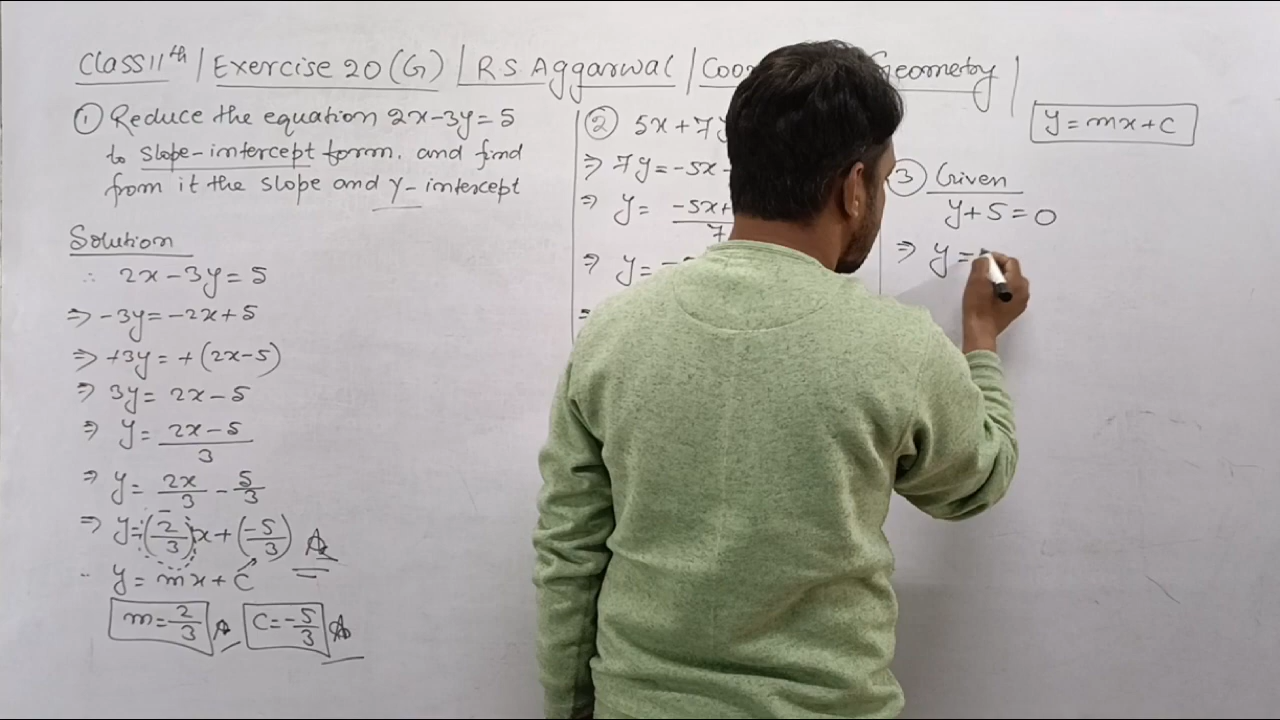 Class 11th | Exercise 20 (G) | R.S. Aggarwal | Geometry |
① Reduce the equation 2x-3y=5
to slope-intercept form. and find
from it the slope and y-intercept
Solution
∴ 2x-3y=5
⇒ -3y=-2x+5
⇒ +3y=+(2x-5)
⇒ 3y= 2x-5
⇒ y= (2x-5)/3
⇒ y= 2x/3 - 5/3
⇒ y=(2/3)x+(-5/3) A
∴ y= mx+c
m=2/3 A c=-5/3 A
② 5x+7y
⇒ 7y=-5x
⇒ y= -5x+ / 7
⇒ y=-
⇒
y=mx+c
③ Given
y+5=0
⇒ y=